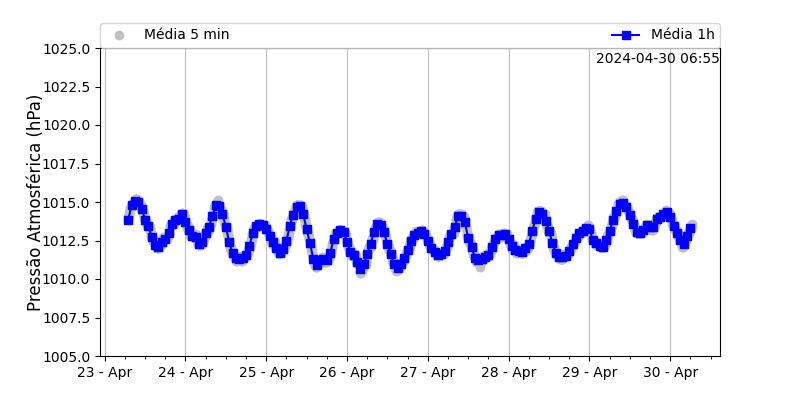 Média 5 min
Média 1h
2024-04-30 06:55
Pressão Atmosférica (hPa)
1025.0
1022.5
1020.0
1017.5
1015.0
1012.5
1010.0
1007.5
1005.0
23 - Apr
24 - Apr
25 - Apr
26 - Apr
27 - Apr
28 - Apr
29 - Apr
30 - Apr